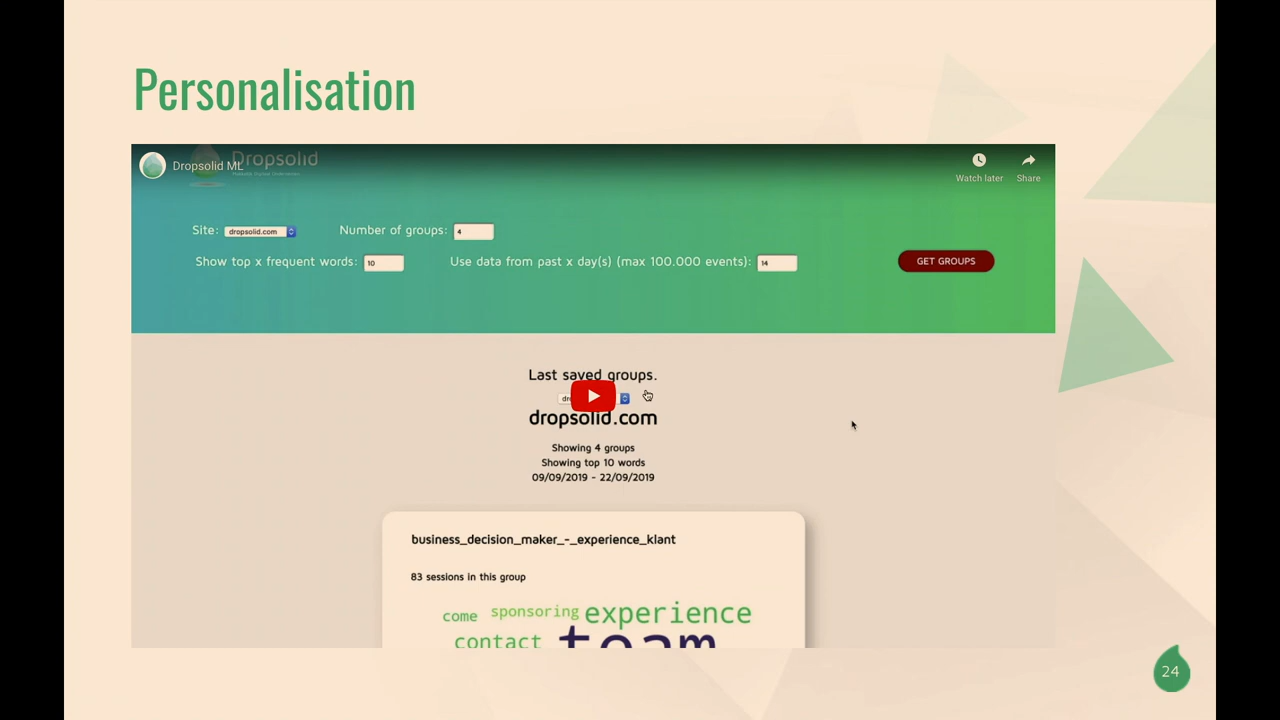 Personalisation
Dropsolid
Dropsolid ML
Watch later
Share
Site: dropsolid.com
Number of groups: 4
Show top x frequent words: 10
Use data from past x day(s) (max 100.000 events): 14
GET GROUPS
Last saved groups.
dropsolid.com
Showing 4 groups
Showing top 10 words
09/09/2019 - 22/09/2019
business_decision_maker_-_experience_klant
83 sessions in this group
come sponsoring experience
contact team
24